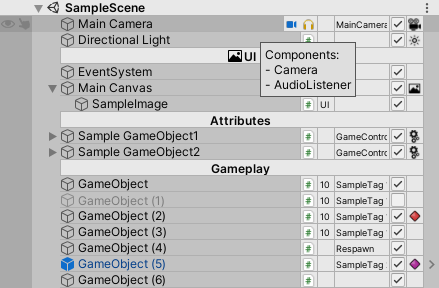 SampleScene
Main Camera MainCamera
Directional Light #
UI
Components:
- Camera
- AudioListener
EventSystem #
Main Canvas
SampleImage # UI
Attributes
Sample GameObject1 # GameContro
Sample GameObject2 # GameContro
Gameplay
GameObject # 10 SampleTag
GameObject (1) # 10 SampleTag
GameObject (2) # 10 SampleTag
GameObject (3) # 10 SampleTag
GameObject (4) # Respawn
GameObject (5) # SampleTag
GameObject (6) #